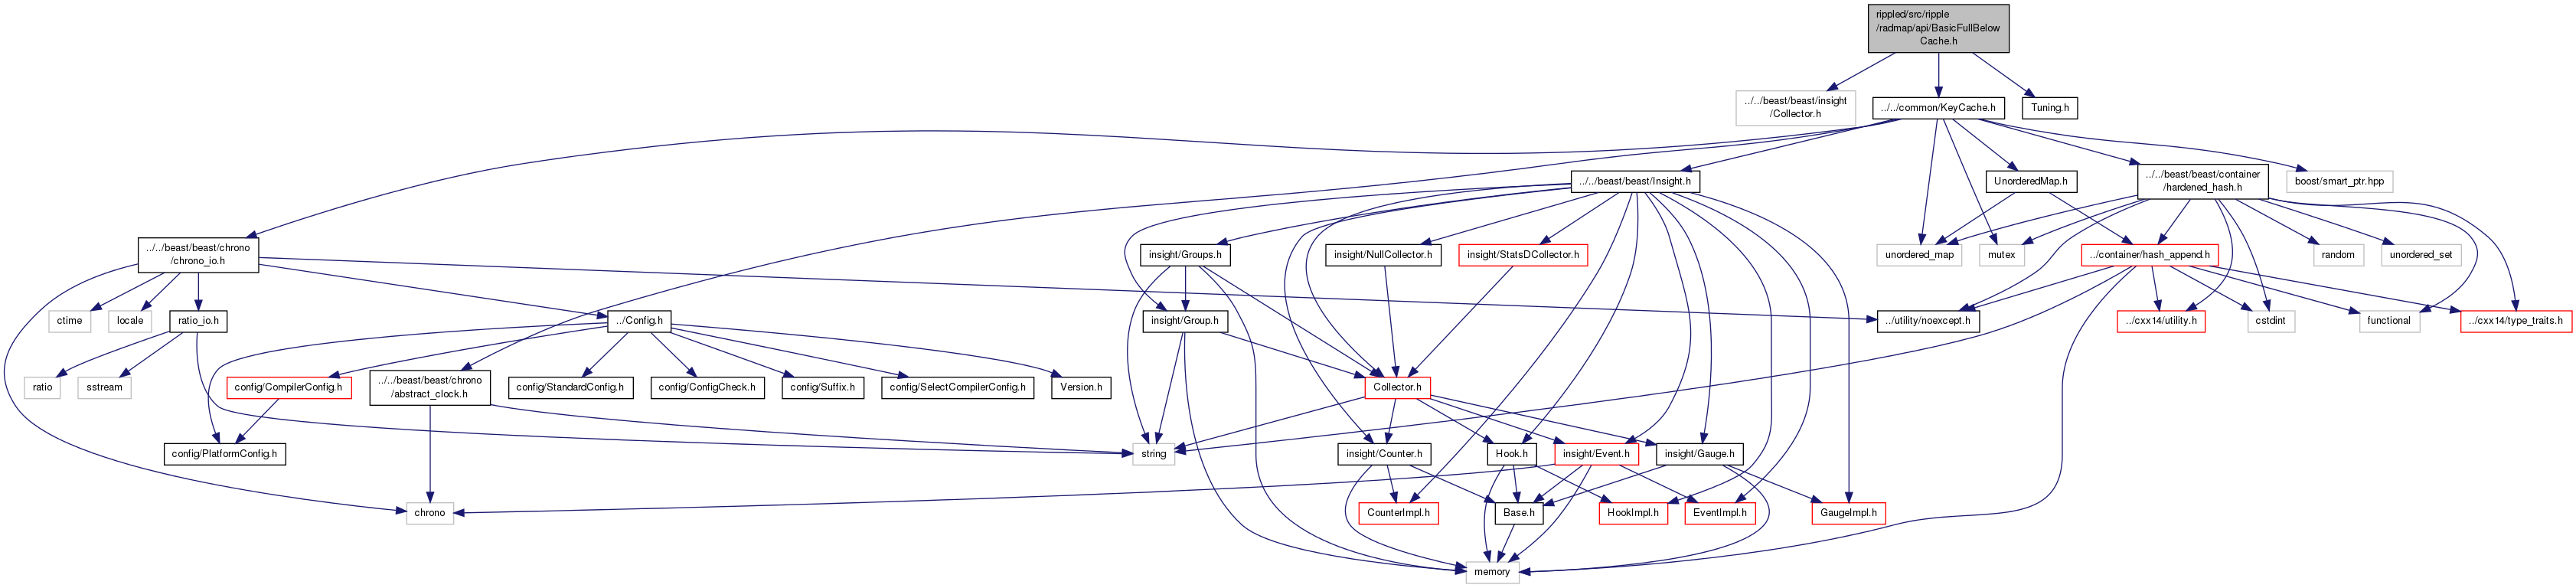 rippled/src/ripple
/radmap/api/BasicFullBelow
Cache.h
../../beast/beast/insight
/Collector.h
../../common/KeyCache.h
Tuning.h
../../beast/beast/Insight.h
UnorderedMap.h
../../beast/beast/container
/hardened_hash.h
boost/smart_ptr.hpp
../../beast/beast/chrono
/chrono_io.h
insight/Groups.h
insight/NullCollector.h
insight/StatsDCollector.h
unordered_map
mutex
../container/hash_append.h
random
unordered_set
ctime
locale
ratio_io.h
../Config.h
insight/Group.h
../utility/noexcept.h
../cxx14/utility.h
cstdint
functional
../cxx14/type_traits.h
ratio
sstream
config/CompilerConfig.h
../../beast/beast/chrono
/abstract_clock.h
config/StandardConfig.h
config/ConfigCheck.h
config/Suffix.h
config/SelectCompilerConfig.h
Version.h
Collector.h
config/PlatformConfig.h
string
insight/Counter.h
Hook.h
insight/Event.h
insight/Gauge.h
chrono
CounterImpl.h
Base.h
HookImpl.h
EventImpl.h
GaugeImpl.h
memory